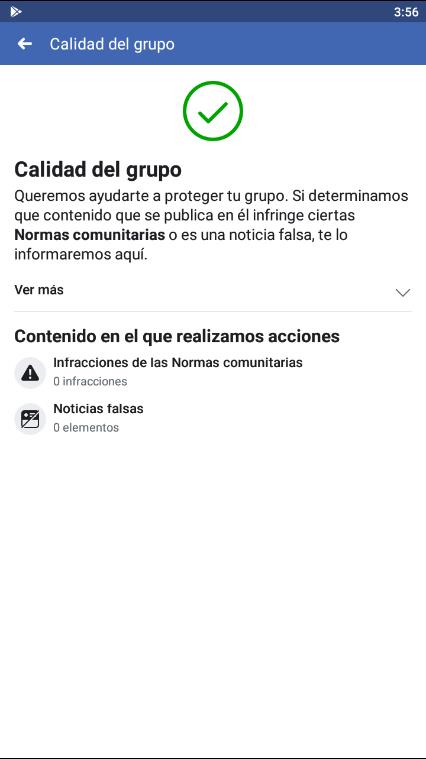 3:56
Calidad del grupo
Calidad del grupo
Queremos ayudarte a proteger tu grupo. Si determinamos
que contenido que se publica en él infringe ciertas
Normas comunitarias o es una noticia falsa, te lo
informaremos aquí.
Ver más
Contenido en el que realizamos acciones
Infracciones de las Normas comunitarias
0 infracciones
Noticias falsas
0 elementos